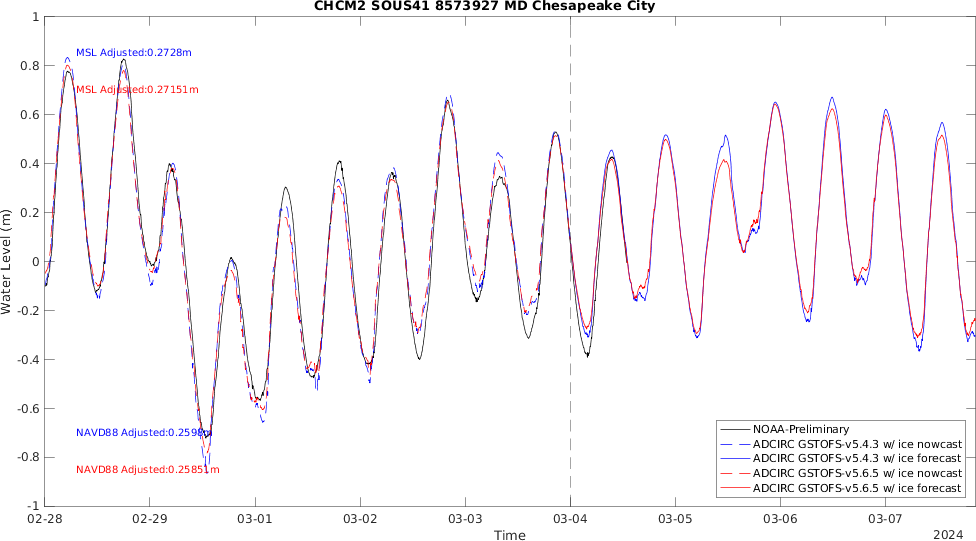 CHCM2 SOUS41 8573927 MD Chesapeake City
1
0.8
0.6
0.4
0.2
0
-0.2
-0.4
-0.6
-0.8
-1
Water Level (m)
MSL Adjusted:0.2728m
MSL Adjusted:0.27151m
NAVD88 Adjusted:0.2598m
NAVD88 Adjusted:0.25851m
NOAA-Preliminary
ADCIRC GSTOFS-v5.4.3 w/ ice nowcast
ADCIRC GSTOFS-v5.4.3 w/ ice forecast
ADCIRC GSTOFS-v5.6.5 w/ ice nowcast
ADCIRC GSTOFS-v5.6.5 w/ ice forecast
02-28 02-29 03-01 03-02 03-03 03-04 03-05 03-06 03-07
2024
Time